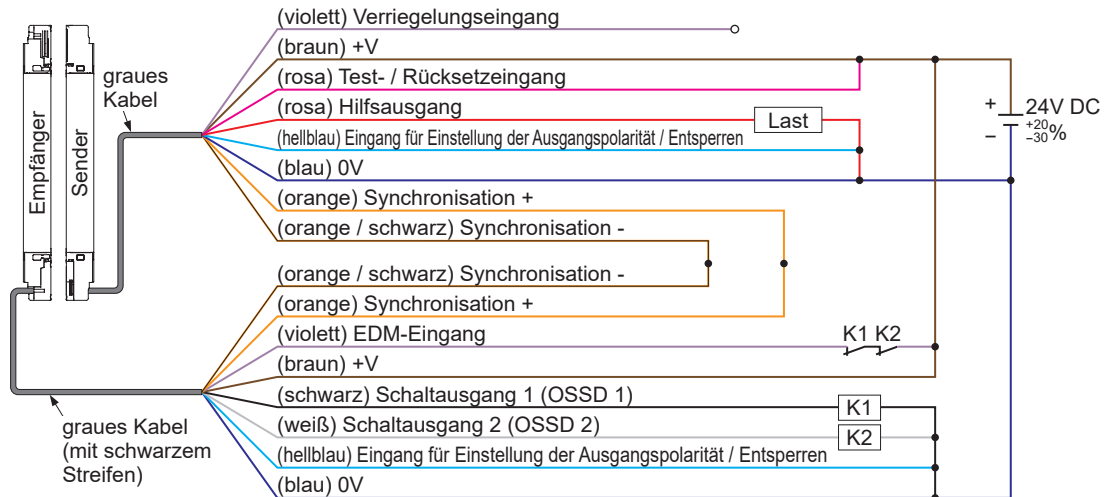 (violett) Verriegelungseingang
(braun) +V
graues
Kabel
(rosa) Test- / Rücksetzeingang
(rosa) Hilfsausgang
Last
(hellblau) Eingang für Einstellung der Ausgangspolarität / Entsperren
(blau) 0V
(orange) Synchronisation +
(orange / schwarz) Synchronisation -
+
−
24V DC
+20
−30 %
Empfänger
Sender
(orange / schwarz) Synchronisation -
(orange) Synchronisation +
(violett) EDM-Eingang
K1 K2
(braun) +V
(schwarz) Schaltausgang 1 (OSSD 1)
K1
(weiß) Schaltausgang 2 (OSSD 2)
K2
(hellblau) Eingang für Einstellung der Ausgangspolarität / Entsperren
(blau) 0V
graues Kabel
(mit schwarzem
Streifen)